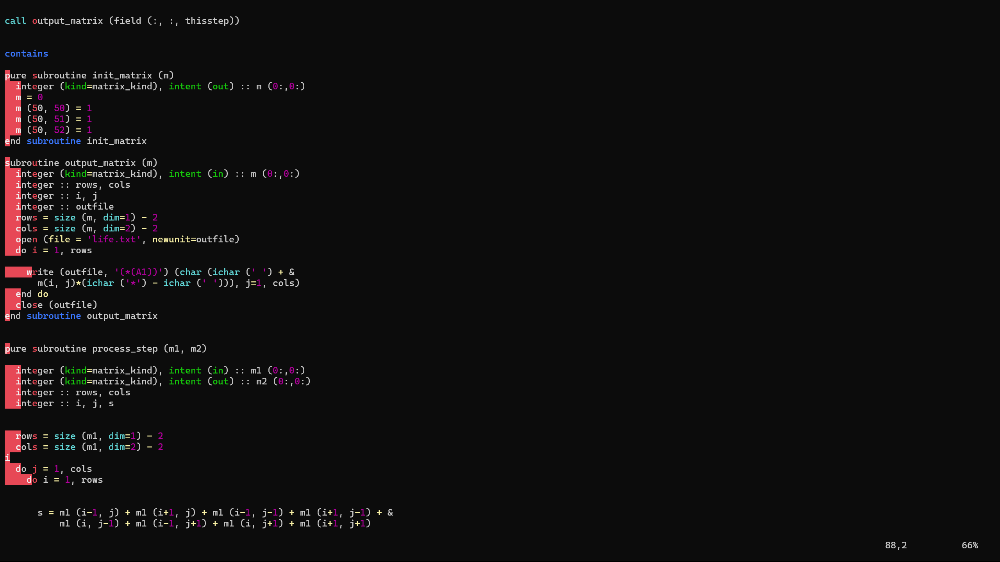 call output_matrix (field (:, :, thisstep))
contains
pure subroutine init_matrix (m)
  integer (kind=matrix_kind), intent (out) :: m (0:,0:)
  m = 0
  m (50, 50) = 1
  m (50, 51) = 1
  m (50, 52) = 1
end subroutine init_matrix
subroutine output_matrix (m)
  integer (kind=matrix_kind), intent (in) :: m (0:,0:)
  integer :: rows, cols
  integer :: i, j
  integer :: outfile
  rows = size (m, dim=1) - 2
  cols = size (m, dim=2) - 2
  open (file = 'life.txt', newunit=outfile)
  do i = 1, rows
    write (outfile, '(*(A1))') (char (ichar (' ') + &
      m(i, j)*(ichar ('*') - ichar (' '))), j=1, cols)
  end do
  close (outfile)
end subroutine output_matrix
pure subroutine process_step (m1, m2)
  integer (kind=matrix_kind), intent (in) :: m1 (0:,0:)
  integer (kind=matrix_kind), intent (out) :: m2 (0:,0:)
  integer :: rows, cols
  integer :: i, j, s
  rows = size (m1, dim=1) - 2
  cols = size (m1, dim=2) - 2
i
  do j = 1, cols
    do i = 1, rows
      s = m1 (i-1, j) + m1 (i+1, j) + m1 (i-1, j-1) + m1 (i+1, j-1) + &
          m1 (i, j-1) + m1 (i-1, j+1) + m1 (i, j+1) + m1 (i+1, j+1)
88,2 66%